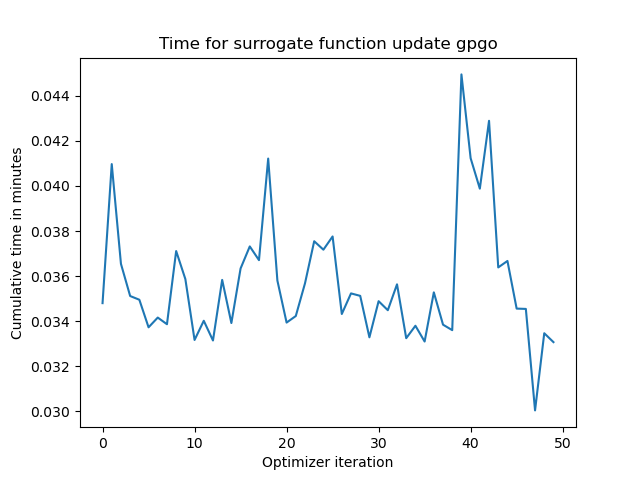 Time for surrogate function update gpgo
Cumulative time in minutes
0.044
0.042
0.040
0.038
0.036
0.034
0.032
0.030
0 10 20 30 40 50
Optimizer iteration